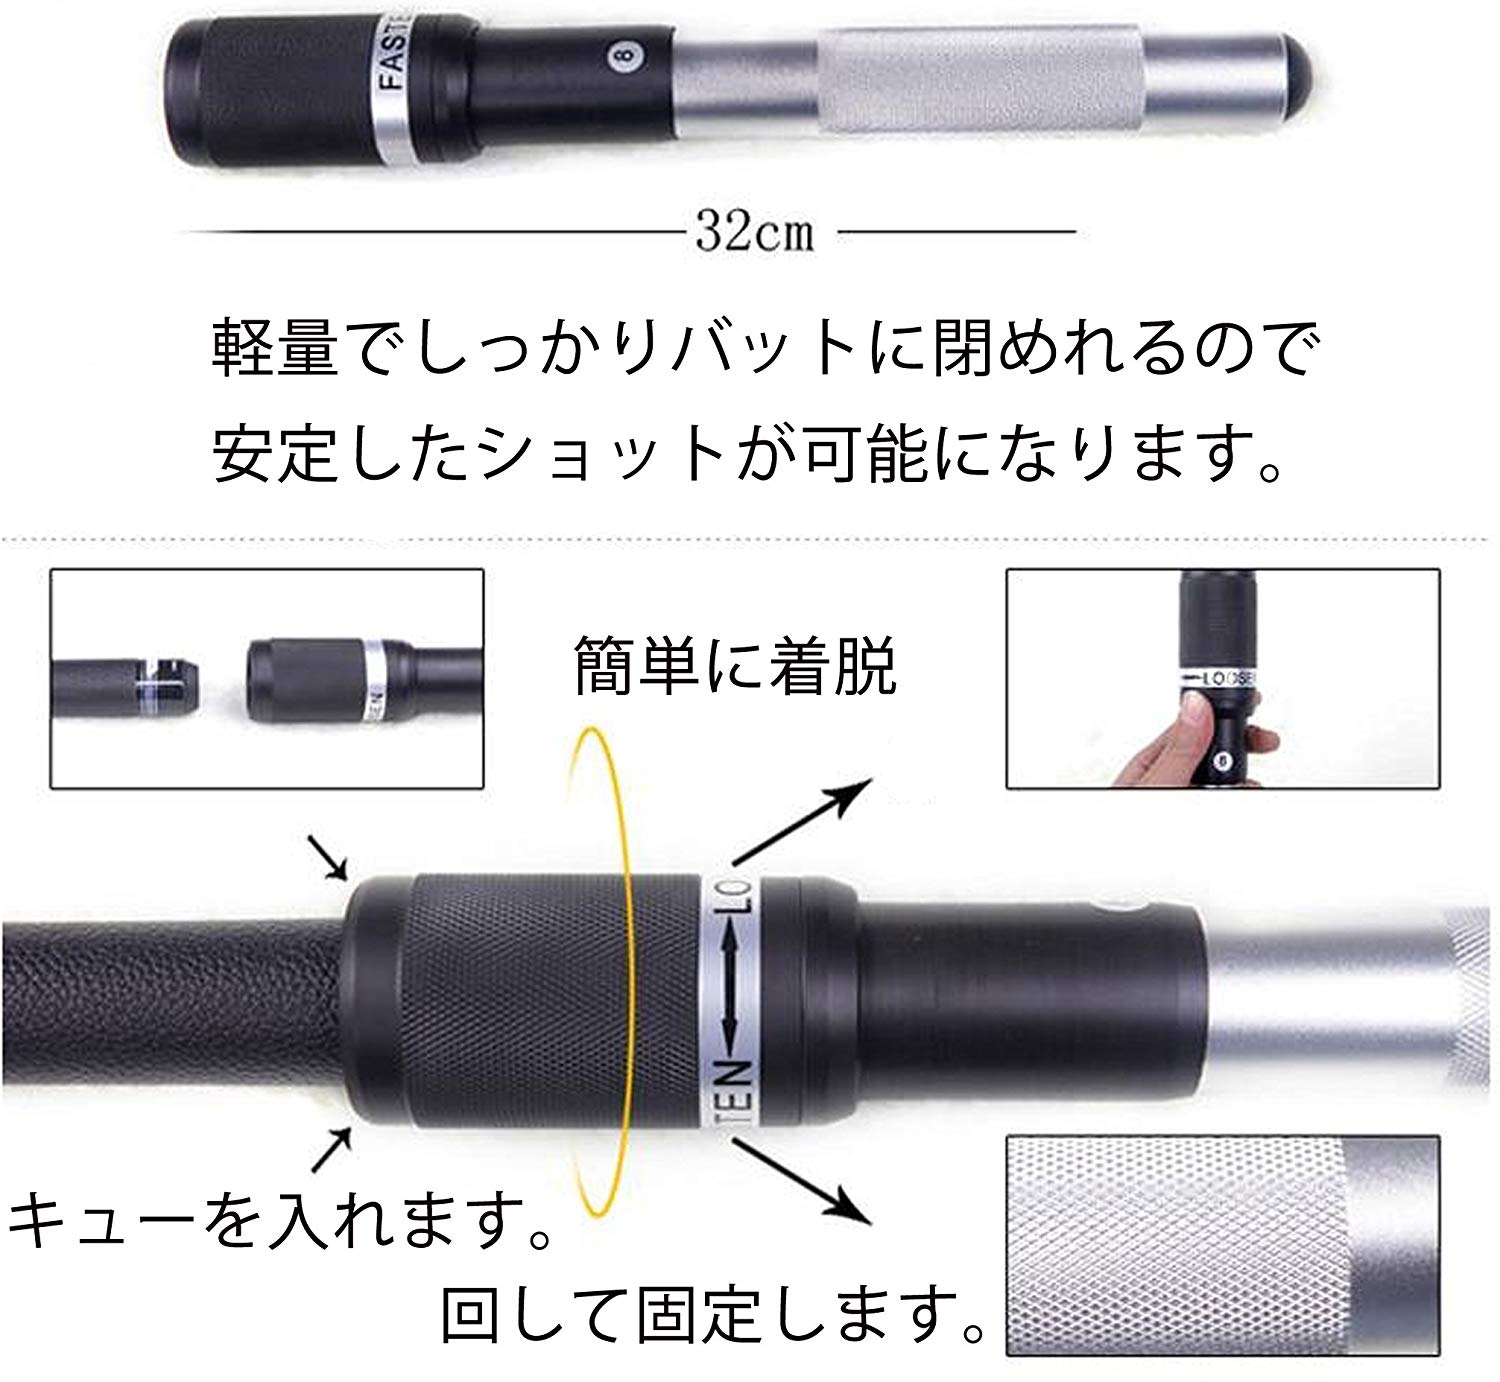 FASTE
8
32cm
軽量でしっかりバットに閉めれるので
安定したショットが可能になります。
簡単に着脱
LOOSE
8
LO
TEN
キューを入れます。
回して固定します。